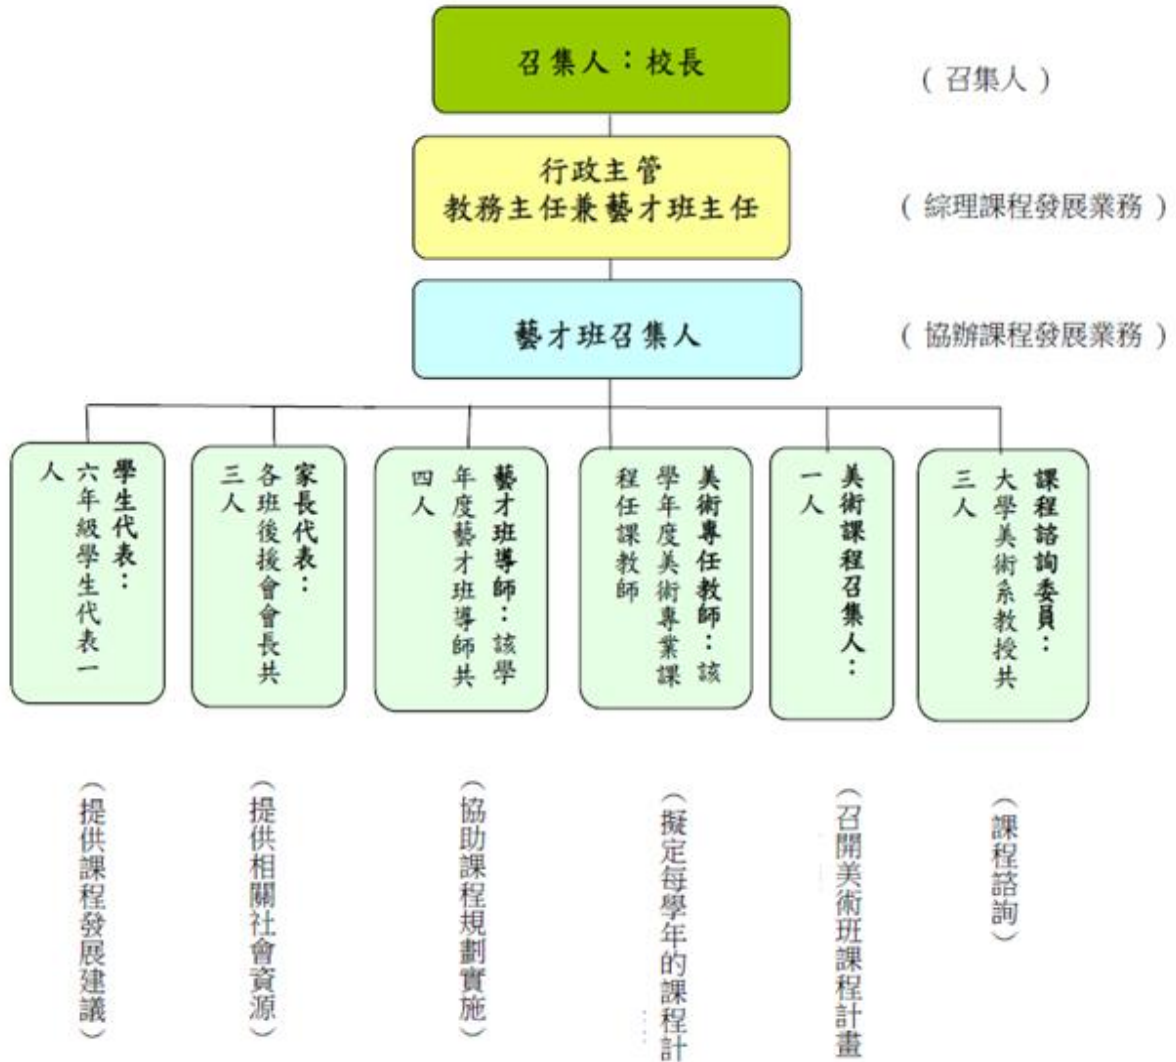 召集人：校長
（ 召集人 ）
行政主管
教務主任兼藝才班主任
（ 綜理課程發展業務 ）
藝才班召集人
（ 協辦課程發展業務 ）
課程諮詢委員：
大學美術系教授共
三人
美術課程召集人：
一人
美術專任教師：該
學年度美術專業課
程任課教師
藝才班導師：該學
年度藝才班導師共
四人
家長代表：
各班後援會會長共
三人
學生代表：
六年級學生代表一
人
（課程諮詢）
（召開美術班課程計畫
（擬定每學年的課程計
（協助課程規劃實施）
（提供相關社會資源）
（提供課程發展建議）